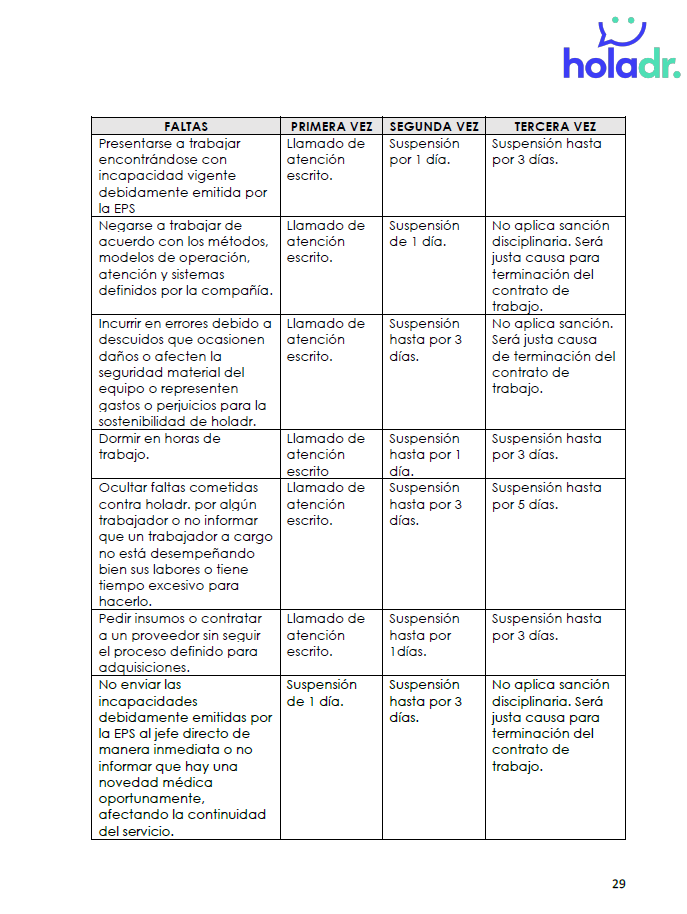 holadr.
FALTAS PRIMERA VEZ SEGUNDA VEZ TERCERA VEZ
Presentarse a trabajar
encontrándose con
incapacidad vigente
debidamente emitida por
la EPS
Llamado de
atención
escrito.
Suspensión
por 1 día.
Suspensión hasta
por 3 días.
Negarse a trabajar de
acuerdo con los métodos,
modelos de operación,
atención y sistemas
definidos por la compañía.
Llamado de
atención
escrito.
Suspensión
de 1 día.
No aplica sanción
disciplinaria. Será
justa causa para
terminación del
contrato de
trabajo.
Incurrir en errores debido a
descuidos que ocasionen
daños o afecten la
seguridad material del
equipo o representen
gastos o perjuicios para la
sostenibilidad de holadr.
Llamado de
atención
escrito.
Suspensión
hasta por 3
días.
No aplica sanción.
Será justa causa
de terminación del
contrato de
trabajo.
Dormir en horas de
trabajo.
Llamado de
atención
escrito
Suspensión
hasta por 1
día.
Suspensión hasta
por 3 días.
Ocultar faltas cometidas
contra holadr. por algún
trabajador o no informar
que un trabajador a cargo
no está desempeñando
bien sus labores o tiene
tiempo excesivo para
hacerlo.
Llamado de
atención
escrito.
Suspensión
hasta por 3
días.
Suspensión hasta
por 5 días.
Pedir insumos o contratar
a un proveedor sin seguir
el proceso definido para
adquisiciones.
Llamado de
atención
escrito.
Suspensión
hasta por
1días.
Suspensión hasta
por 3 días.
No enviar las
incapacidades
debidamente emitidas por
la EPS al jefe directo de
manera inmediata o no
informar que hay una
novedad médica
oportunamente,
afectando la continuidad
del servicio.
Suspensión
de 1 día.
Suspensión
hasta por 3
días.
No aplica sanción
disciplinaria. Será
justa causa para
terminación del
contrato de
trabajo.
29